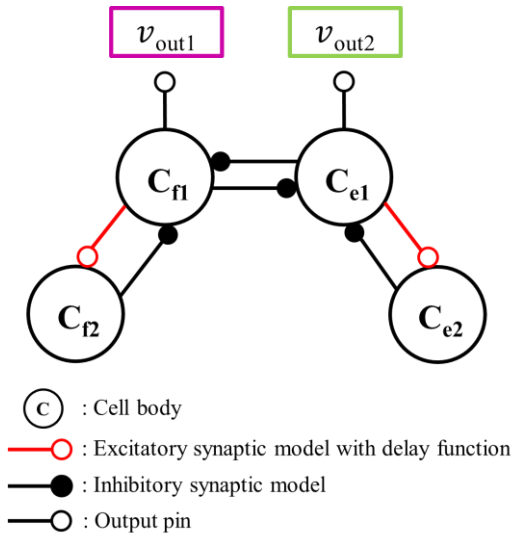 v_out1 v_out2
C_f1 C_e1
C_f2 C_e2
C : Cell body
: Excitatory synaptic model with delay function
: Inhibitory synaptic model
: Output pin